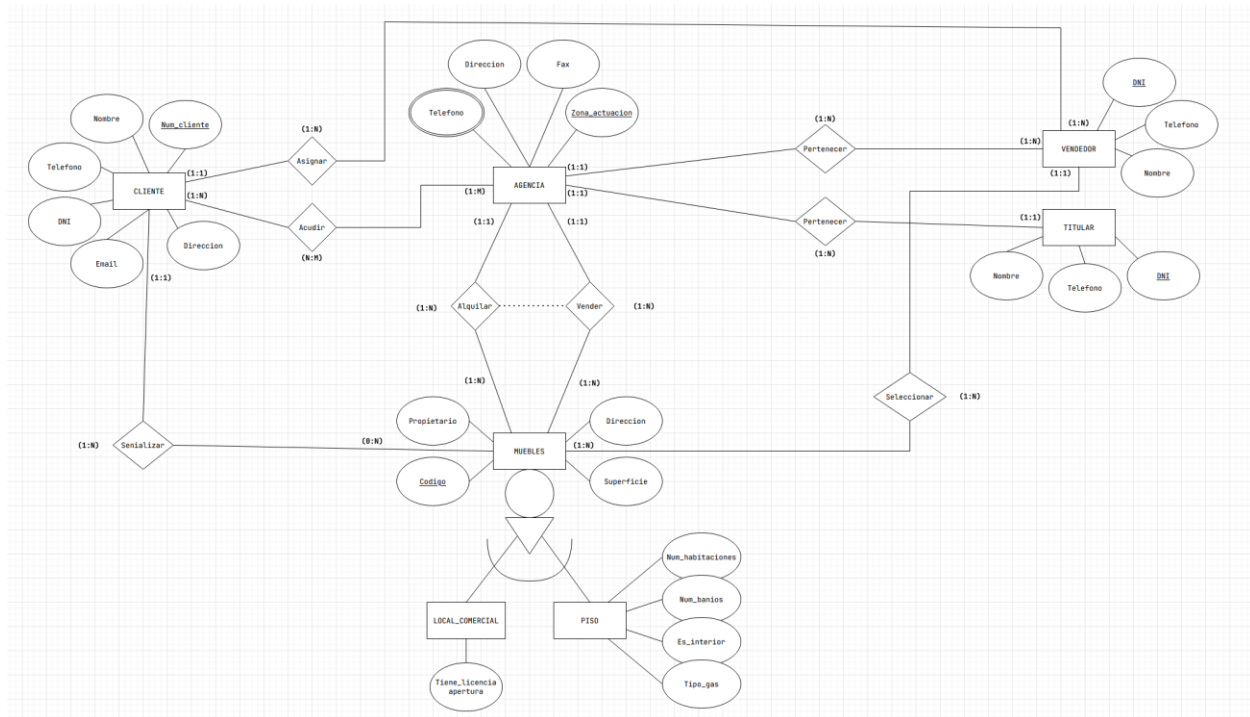 Direccion
Fax
Telefono
Zona_actuacion
DNI
Telefono
Nombre
Nombre
Num_cliente
Telefono
DNI
Email
Direccion
CLIENTE
(1:1)
(1:N)
(1:1)
(1:N)
Asignar
Acudir
(N:M)
(1:M)
AGENCIA
(1:1)
(1:1)
(1:1)
(1:1)
(1:N)
Pertenecer
Pertenecer
(1:N)
(1:N)
(1:N)
VENDEDOR
(1:1)
(1:1)
TITULAR
Nombre
Telefono
DNI
(1:N)
Alquilar
Vender
(1:N)
(1:N)
(1:N)
Seleccionar
(1:N)
(1:N)
Senializar
(0:N)
Propietario
Direccion
MUEBLES
(1:N)
Codigo
Superficie
LOCAL_COMERCIAL
PISO
Num_habitaciones
Num_banios
Es_interior
Tipo_gas
Tiene_licencia
apertura